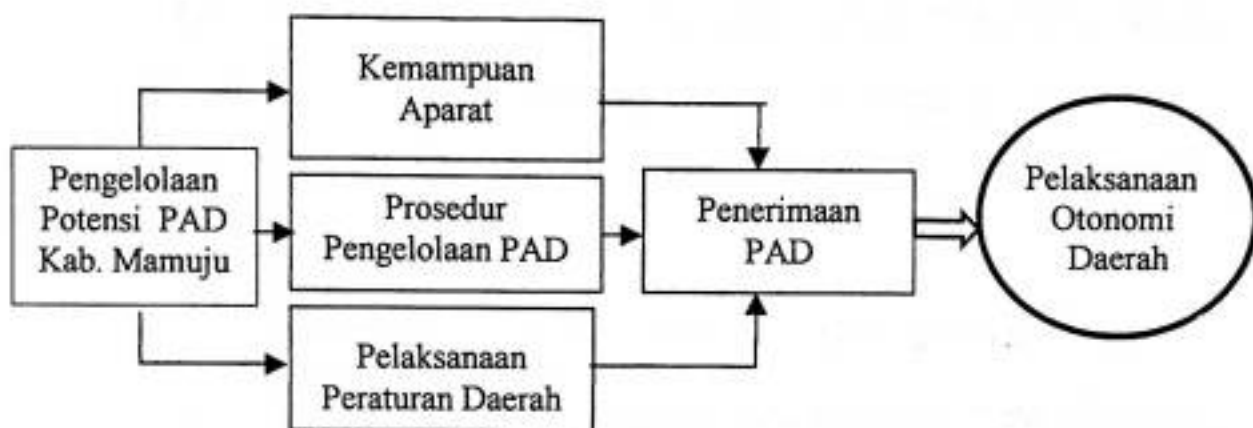 Kemampuan
Aparat
Pengelolaan
Potensi PAD
Kab. Mamuju
Prosedur
Pengelolaan PAD
Pelaksanaan
Peraturan Daerah
Penerimaan
PAD
Pelaksanaan
Otonomi
Daerah